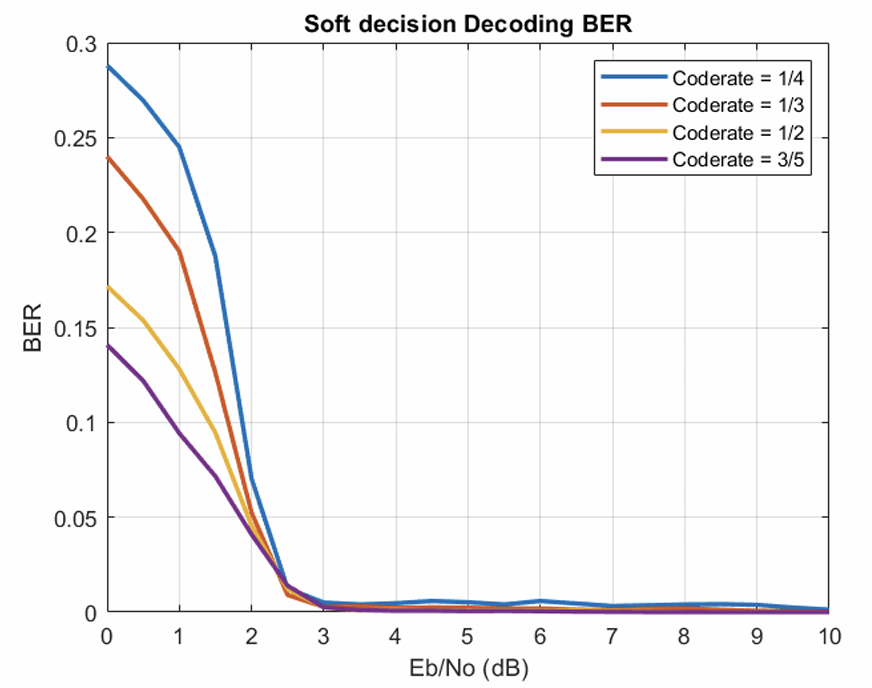 Soft decision Decoding BER
0.3
0.25
0.2
0.15
0.1
0.05
0
BER
Coderate = 1/4
Coderate = 1/3
Coderate = 1/2
Coderate = 3/5
0 1 2 3 4 5 6 7 8 9 10
Eb/No (dB)